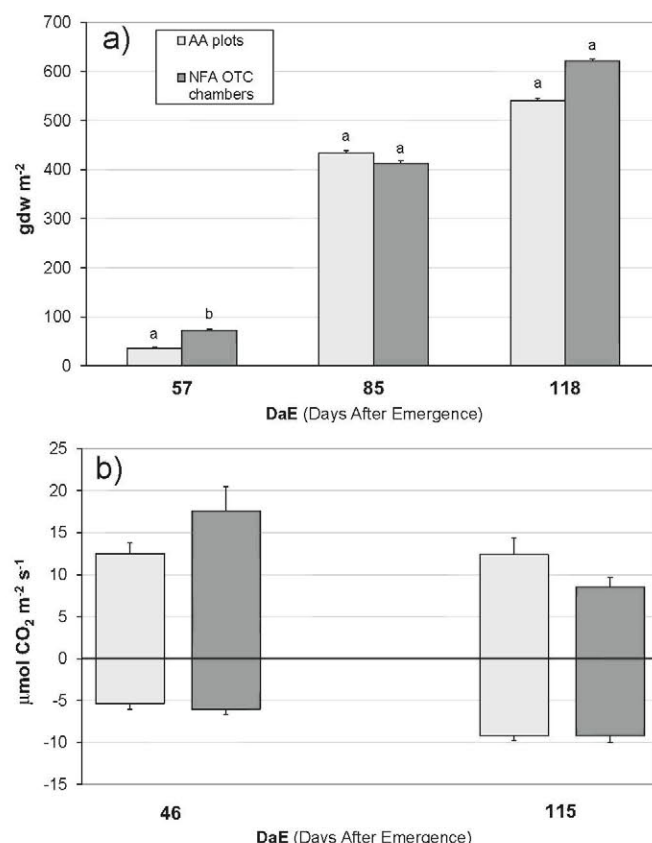 a)
AA plots
NFA OTC
chambers
gdw m⁻²
700
600
500
400
300
200
100
0
a
b
a
a
a
a
57 85 118
DaE (Days After Emergence)
b)
µmol CO₂ m⁻² s⁻¹
25
20
15
10
5
0
-5
-10
-15
46 115
DaE (Days After Emergence)